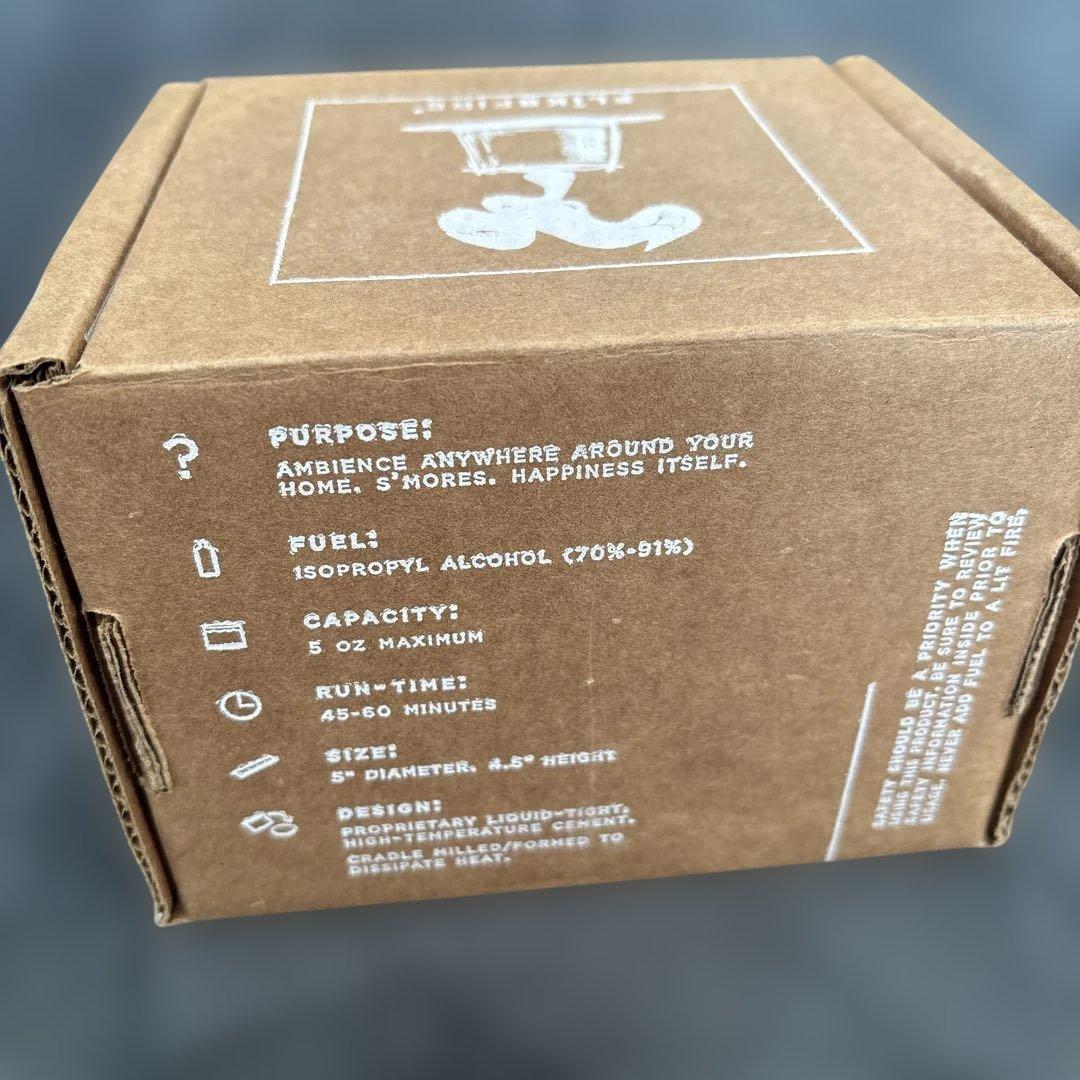 FLÎKRFIRE
?
PURPOSE:
AMBIENCE ANYWHERE AROUND YOUR
HOME. S'MORES. HAPPINESS ITSELF.
FUEL:
ISOPROPYL ALCOHOL (70%-91%)
CAPACITY:
5 OZ MAXIMUM
RUN-TIME:
45-60 MINUTES
SIZE:
5" DIAMETER. 4.5" HEIGHT
DESIGN:
PROPRIETARY LIQUID-TIGHT,
HIGH-TEMPERATURE CEMENT.
CRADLE MILLED/FORMED TO
DISSIPATE HEAT.
SAFETY SHOULD BE A PRIORITY WHEN
USING THIS PRODUCT. BE SURE TO REVIEW
SAFETY INFORMATION INSIDE PRIOR TO
USAGE. NEVER ADD FUEL TO A LIT FIRE.